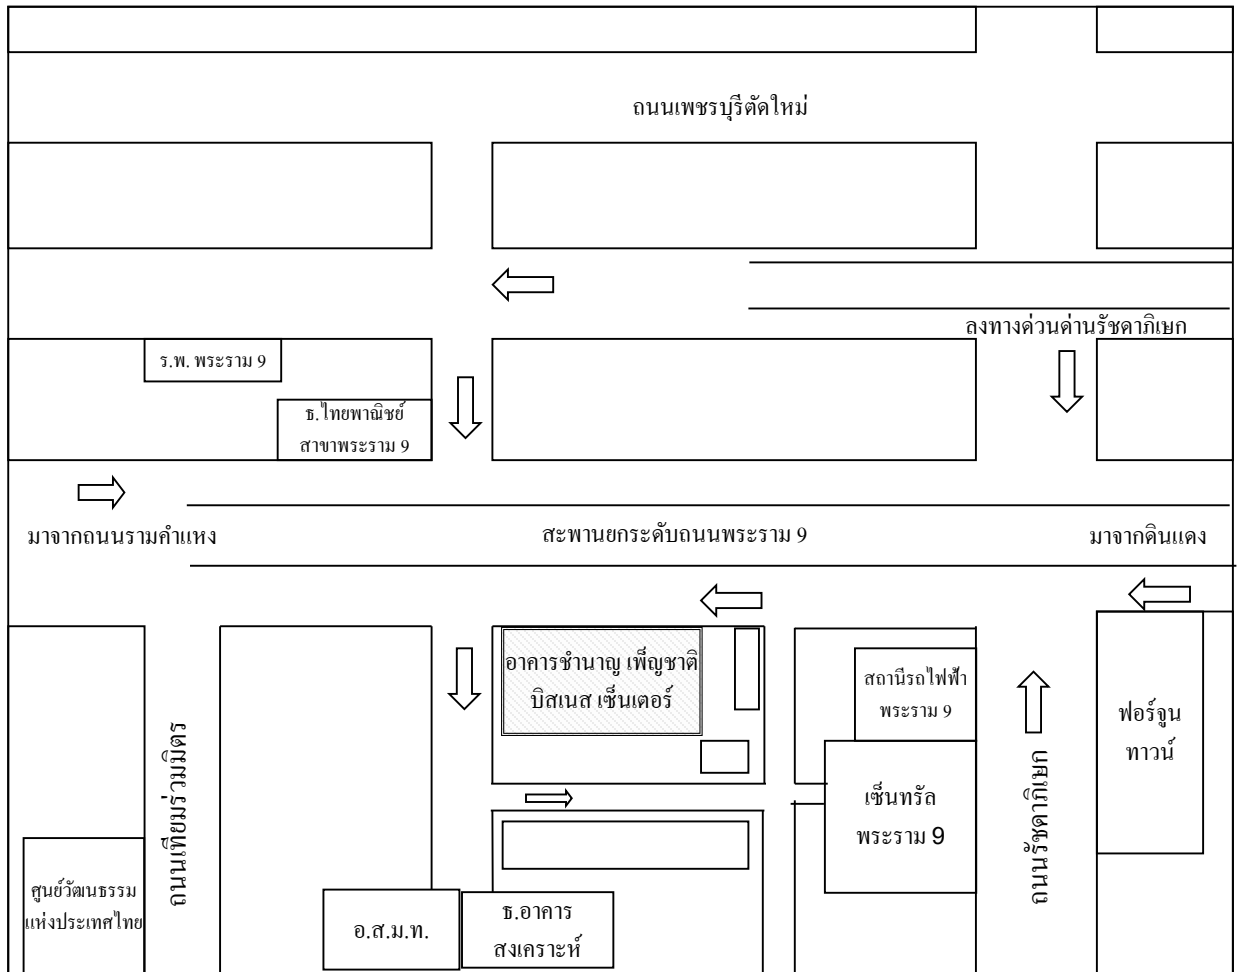 ถนนเพชรบุรีตัดใหม่
ลงทางด่วนด่านรัชดาภิเษก
ร.พ. พระราม 9
ธ.ไทยพาณิชย์
สาขาพระราม 9
มาจากถนนรามคำแหง
สะพานยกระดับถนนพระราม 9
มาจากดินแดง
อาคารชำนาญ เพ็ญชาติ
บิสเนส เซ็นเตอร์
สถานีรถไฟฟ้า
พระราม 9
ฟอร์จูน
ทาวน์
เซ็นทรัล
พระราม 9
ถนนเทียมร่วมมิตร
ถนนรัชดาภิเษก
ศูนย์วัฒนธรรม
แห่งประเทศไทย
อ.ส.ม.ท.
ธ.อาคาร
สงเคราะห์